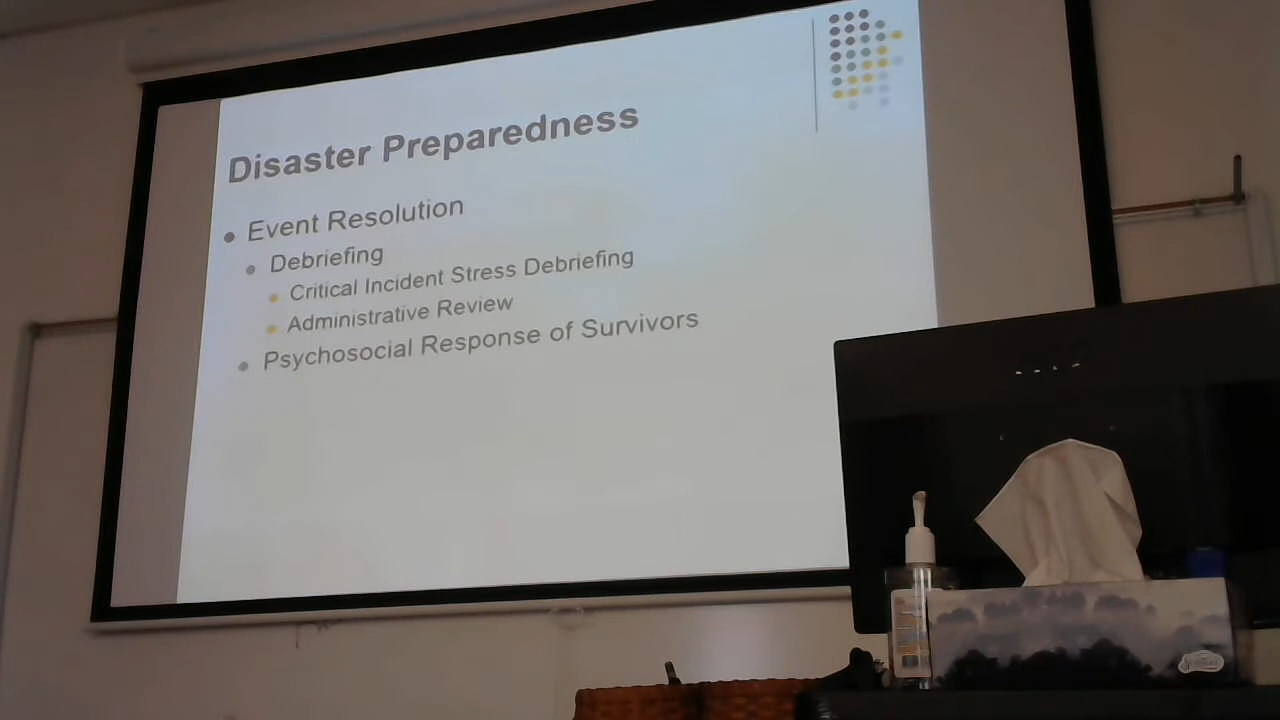 Disaster Preparedness
Event Resolution
Debriefing
Critical Incident Stress Debriefing
Administrative Review
Psychosocial Response of Survivors